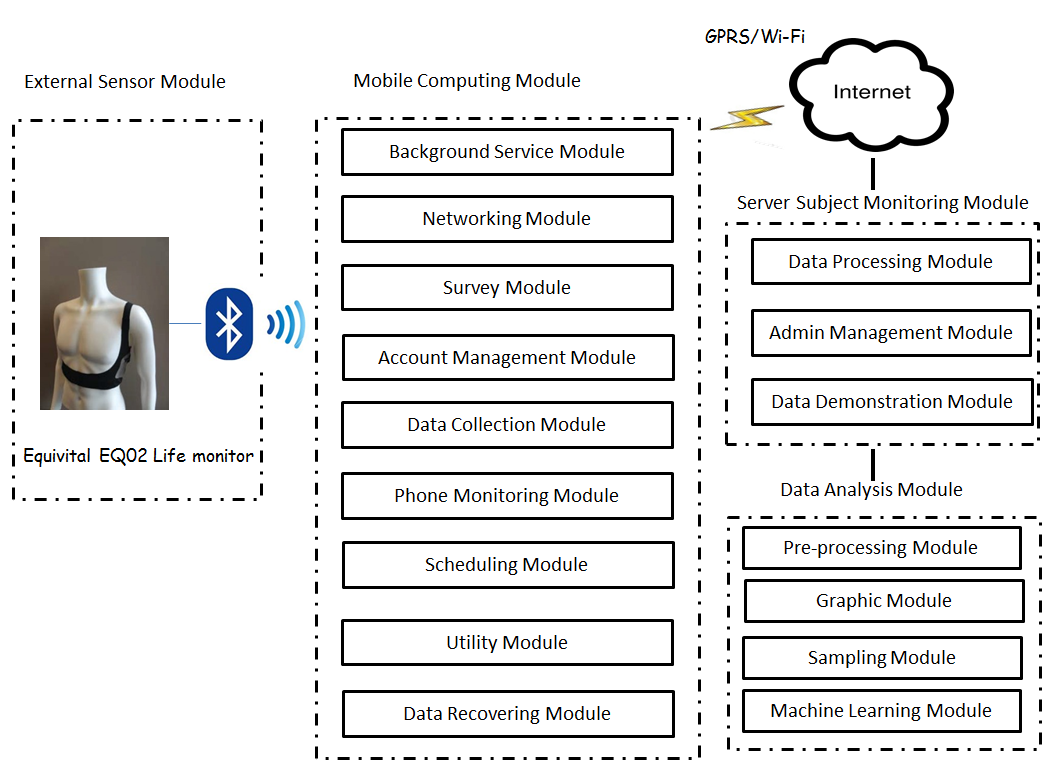 External Sensor Module
Equivital EQ02 Life monitor
Mobile Computing Module
Background Service Module
Networking Module
Survey Module
Account Management Module
Data Collection Module
Phone Monitoring Module
Scheduling Module
Utility Module
Data Recovering Module
GPRS/Wi-Fi
Internet
Server Subject Monitoring Module
Data Processing Module
Admin Management Module
Data Demonstration Module
Data Analysis Module
Pre-processing Module
Graphic Module
Sampling Module
Machine Learning Module